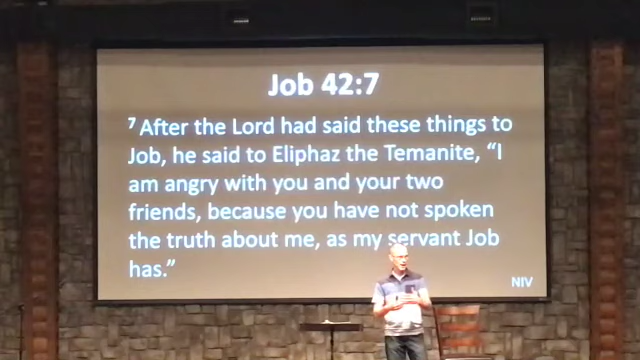 Job 42:7
7 After the Lord had said these things to
Job, he said to Eliphaz the Temanite, “I
am angry with you and your two
friends, because you have not spoken
the truth about me, as my servant Job
has.”
NIV